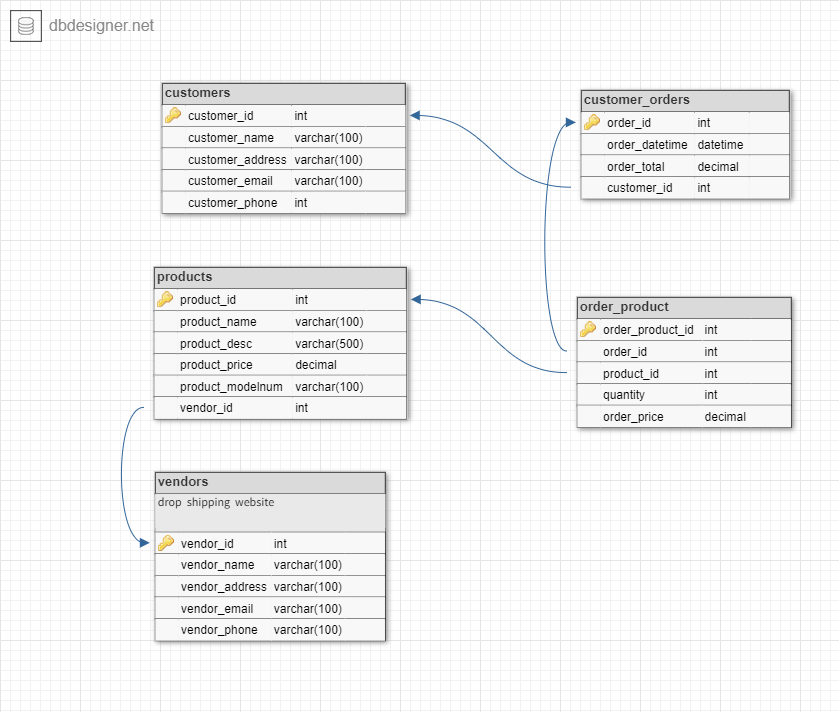 dbdesigner.net
customers
customer_id int
customer_name varchar(100)
customer_address varchar(100)
customer_email varchar(100)
customer_phone int
customer_orders
order_id int
order_datetime datetime
order_total decimal
customer_id int
products
product_id int
product_name varchar(100)
product_desc varchar(500)
product_price decimal
product_modelnum varchar(100)
vendor_id int
order_product
order_product_id int
order_id int
product_id int
quantity int
order_price decimal
vendors
drop shipping website
vendor_id int
vendor_name varchar(100)
vendor_address varchar(100)
vendor_email varchar(100)
vendor_phone varchar(100)